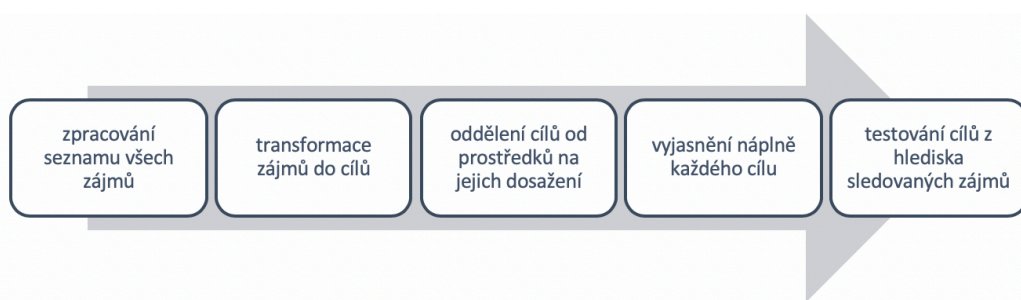 zpracování
seznamu všech
zájmů
transformace
zájmů do cílů
oddělení cílů od
prostředků na
jejich dosažení
vyjasnění náplně
každého cílu
testování cílů z
hlediska
sledovaných zájmů